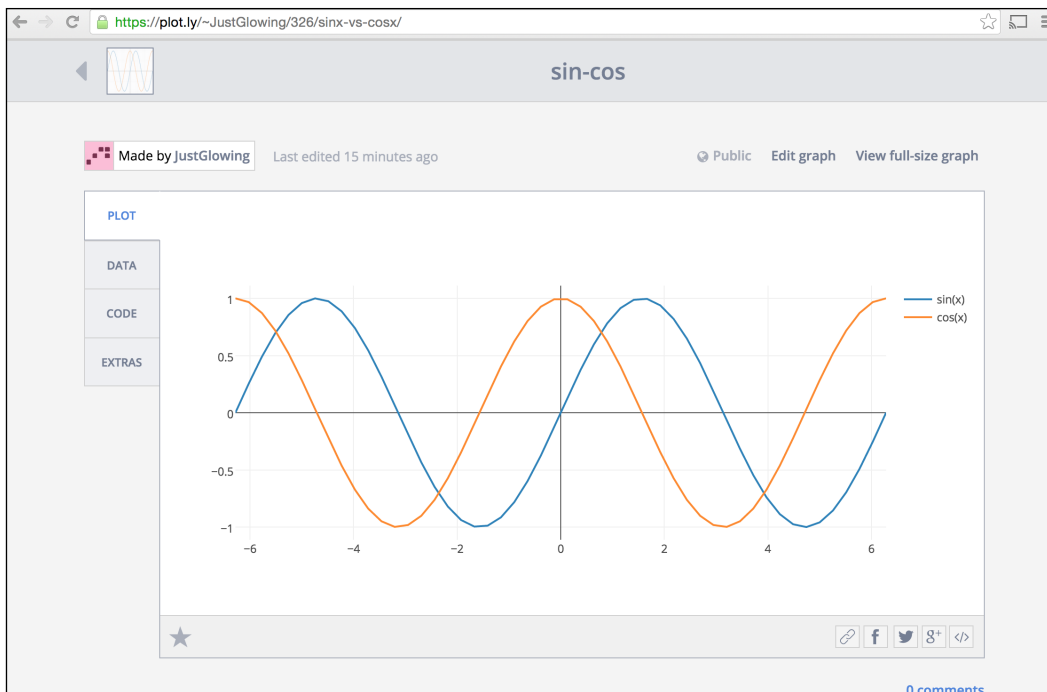 https://plot.ly/~JustGlowing/326/sinx-vs-cosx/
sin-cos
Made by JustGlowing
Last edited 15 minutes ago
Public
Edit graph
View full-size graph
PLOT
DATA
CODE
EXTRAS
1
0.5
0
−0.5
−1
−6
−4
−2
0
2
4
6
sin(x)
cos(x)
f
g+
</>
0 comments